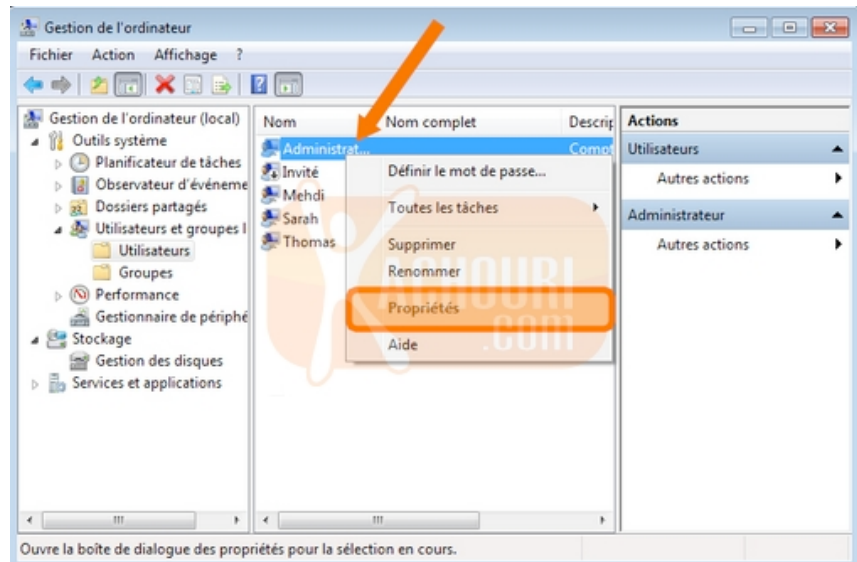 Gestion de l'ordinateur
Fichier Action Affichage ?
Gestion de l'ordinateur (local)
Outils système
Planificateur de tâches
Observateur d'événeme
Dossiers partagés
Utilisateurs et groupes l
Utilisateurs
Groupes
Performance
Gestionnaire de périphé
Stockage
Gestion des disques
Services et applications
Nom Nom complet Descrip
Administrat... Compt
Invité
Mehdi
Sarah
Thomas
Définir le mot de passe...
Toutes les tâches
Supprimer
Renommer
Propriétés
Aide
ACHOURI
.COM
Actions
Utilisateurs
Autres actions
Administrateur
Autres actions
Ouvre la boîte de dialogue des propriétés pour la sélection en cours.